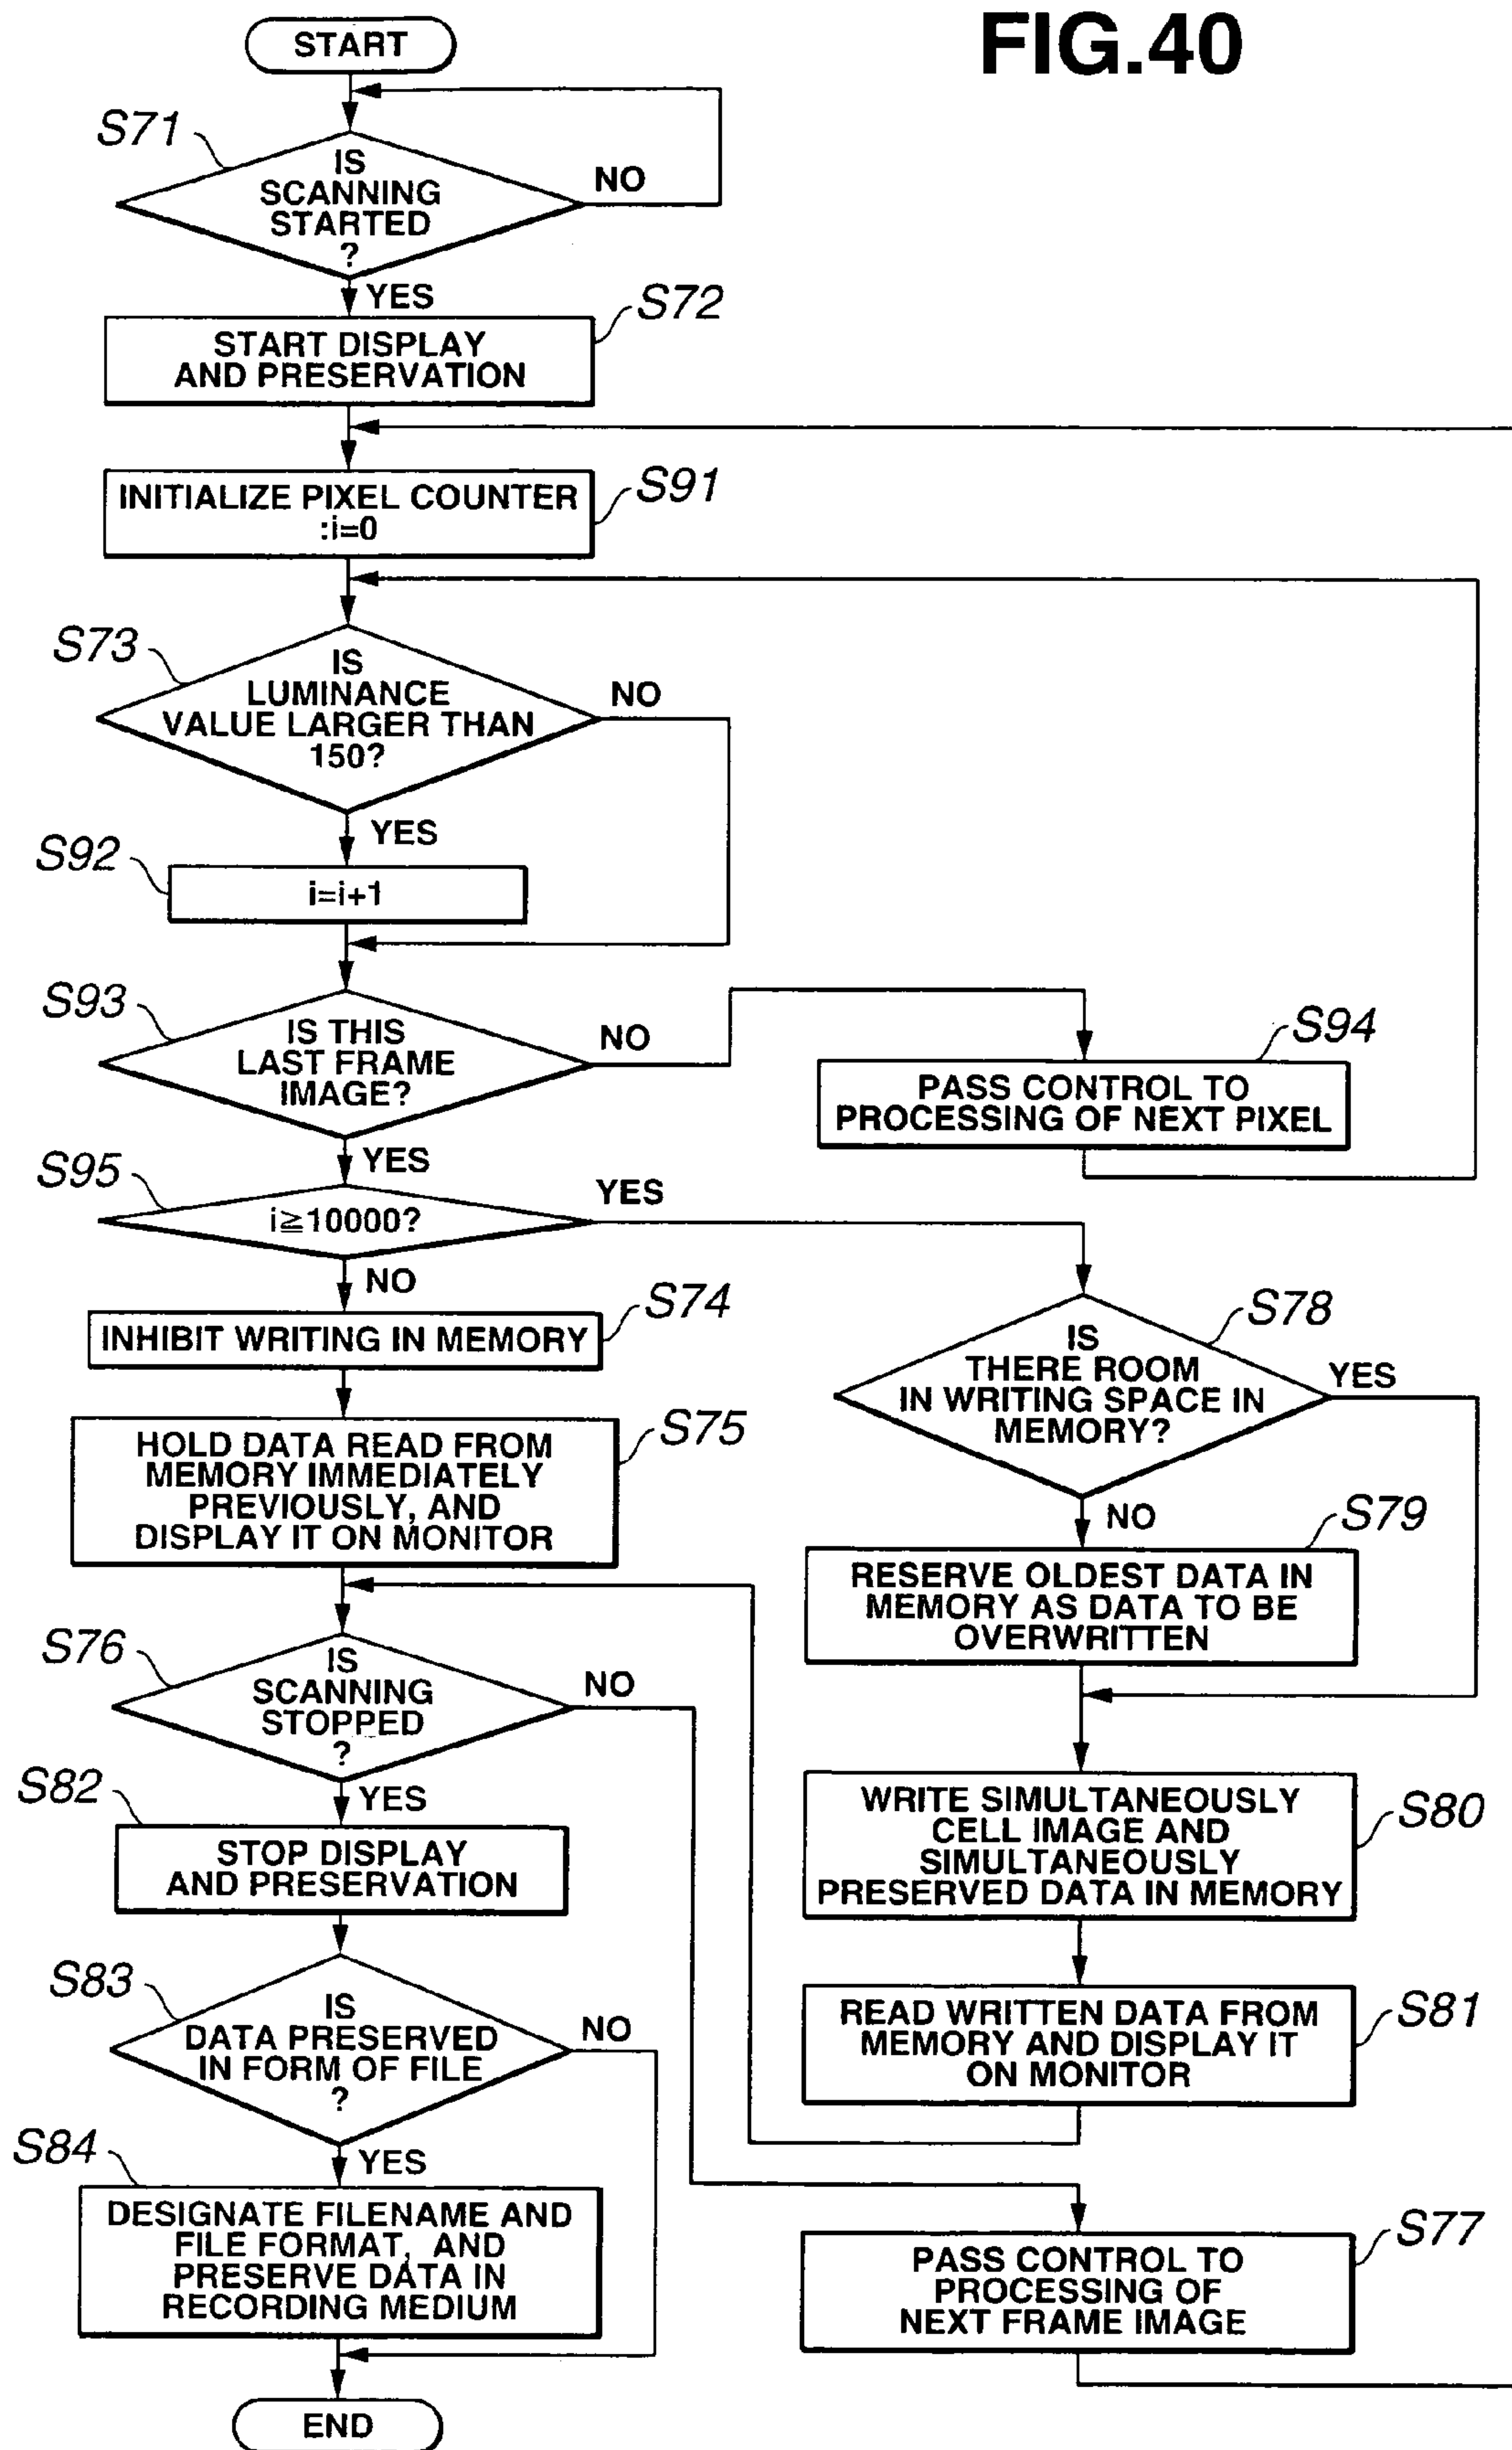 FIG.40
START
S71
IS
SCANNING
STARTED
?
NO
YES
S72
START DISPLAY
AND PRESERVATION
S91
INITIALIZE PIXEL COUNTER
:i=0
S73
IS
LUMINANCE
VALUE LARGER THAN
150?
NO
YES
S92
i=i+1
S93
IS THIS
LAST FRAME
IMAGE?
NO
S94
PASS CONTROL TO
PROCESSING OF NEXT PIXEL
YES
S95
i≧10000?
YES
NO
S74
INHIBIT WRITING IN MEMORY
S78
IS
THERE ROOM
IN WRITING SPACE IN
MEMORY?
YES
NO
S75
HOLD DATA READ FROM
MEMORY IMMEDIATELY
PREVIOUSLY, AND
DISPLAY IT ON MONITOR
S79
RESERVE OLDEST DATA IN
MEMORY AS DATA TO BE
OVERWRITTEN
S76
IS
SCANNING
STOPPED
?
NO
YES
S80
WRITE SIMULTANEOUSLY
CELL IMAGE AND
SIMULTANEOUSLY
PRESERVED DATA IN MEMORY
S82
STOP DISPLAY
AND PRESERVATION
S81
READ WRITTEN DATA FROM
MEMORY AND DISPLAY IT
ON MONITOR
S83
IS
DATA PRESERVED
IN FORM OF FILE
?
NO
YES
S84
DESIGNATE FILENAME AND
FILE FORMAT, AND
PRESERVE DATA IN
RECORDING MEDIUM
S77
PASS CONTROL TO
PROCESSING OF
NEXT FRAME IMAGE
END